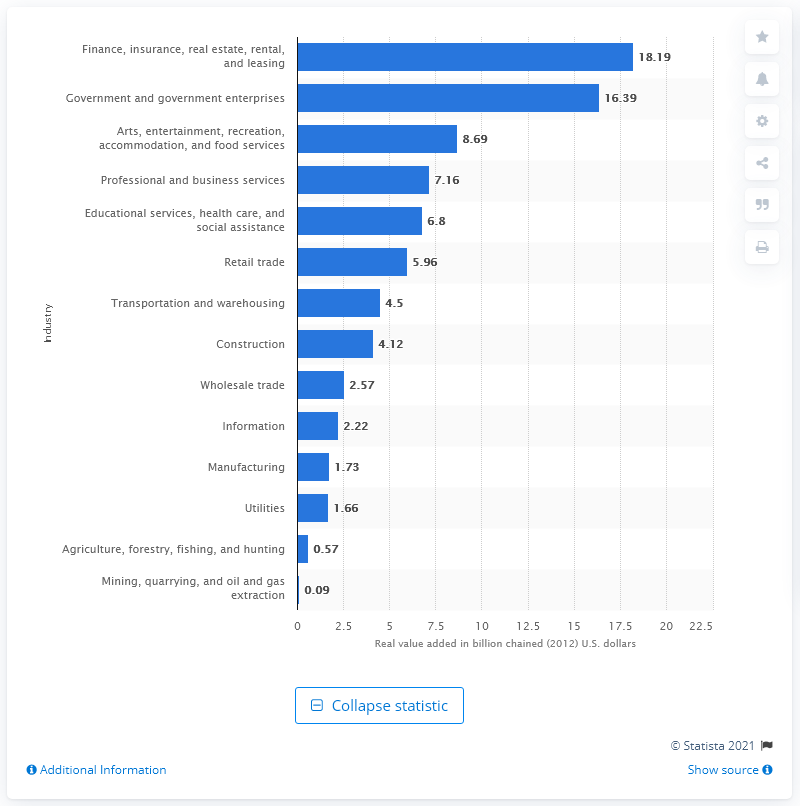 Finance, insurance, real estate, rental,
and leasing
18.19
Government and government enterprises
16.39
Arts, entertainment, recreation,
accommodation, and food services
8.69
Professional and business services
7.16
Educational services, health care, and
social assistance
6.8
Retail trade
5.96
Transportation and warehousing
4.5
Construction
4.12
Wholesale trade
2.57
Information
2.22
Manufacturing
1.73
Utilities
1.66
Agriculture, forestry, fishing, and hunting
0.57
Mining, quarrying, and oil and gas
extraction
0.09
Industry
0 2.5 5 7.5 10 12.5 15 17.5 20 22.5
Real value added in billion chained (2012) U.S. dollars
Collapse statistic
© Statista 2021
Additional Information
Show source